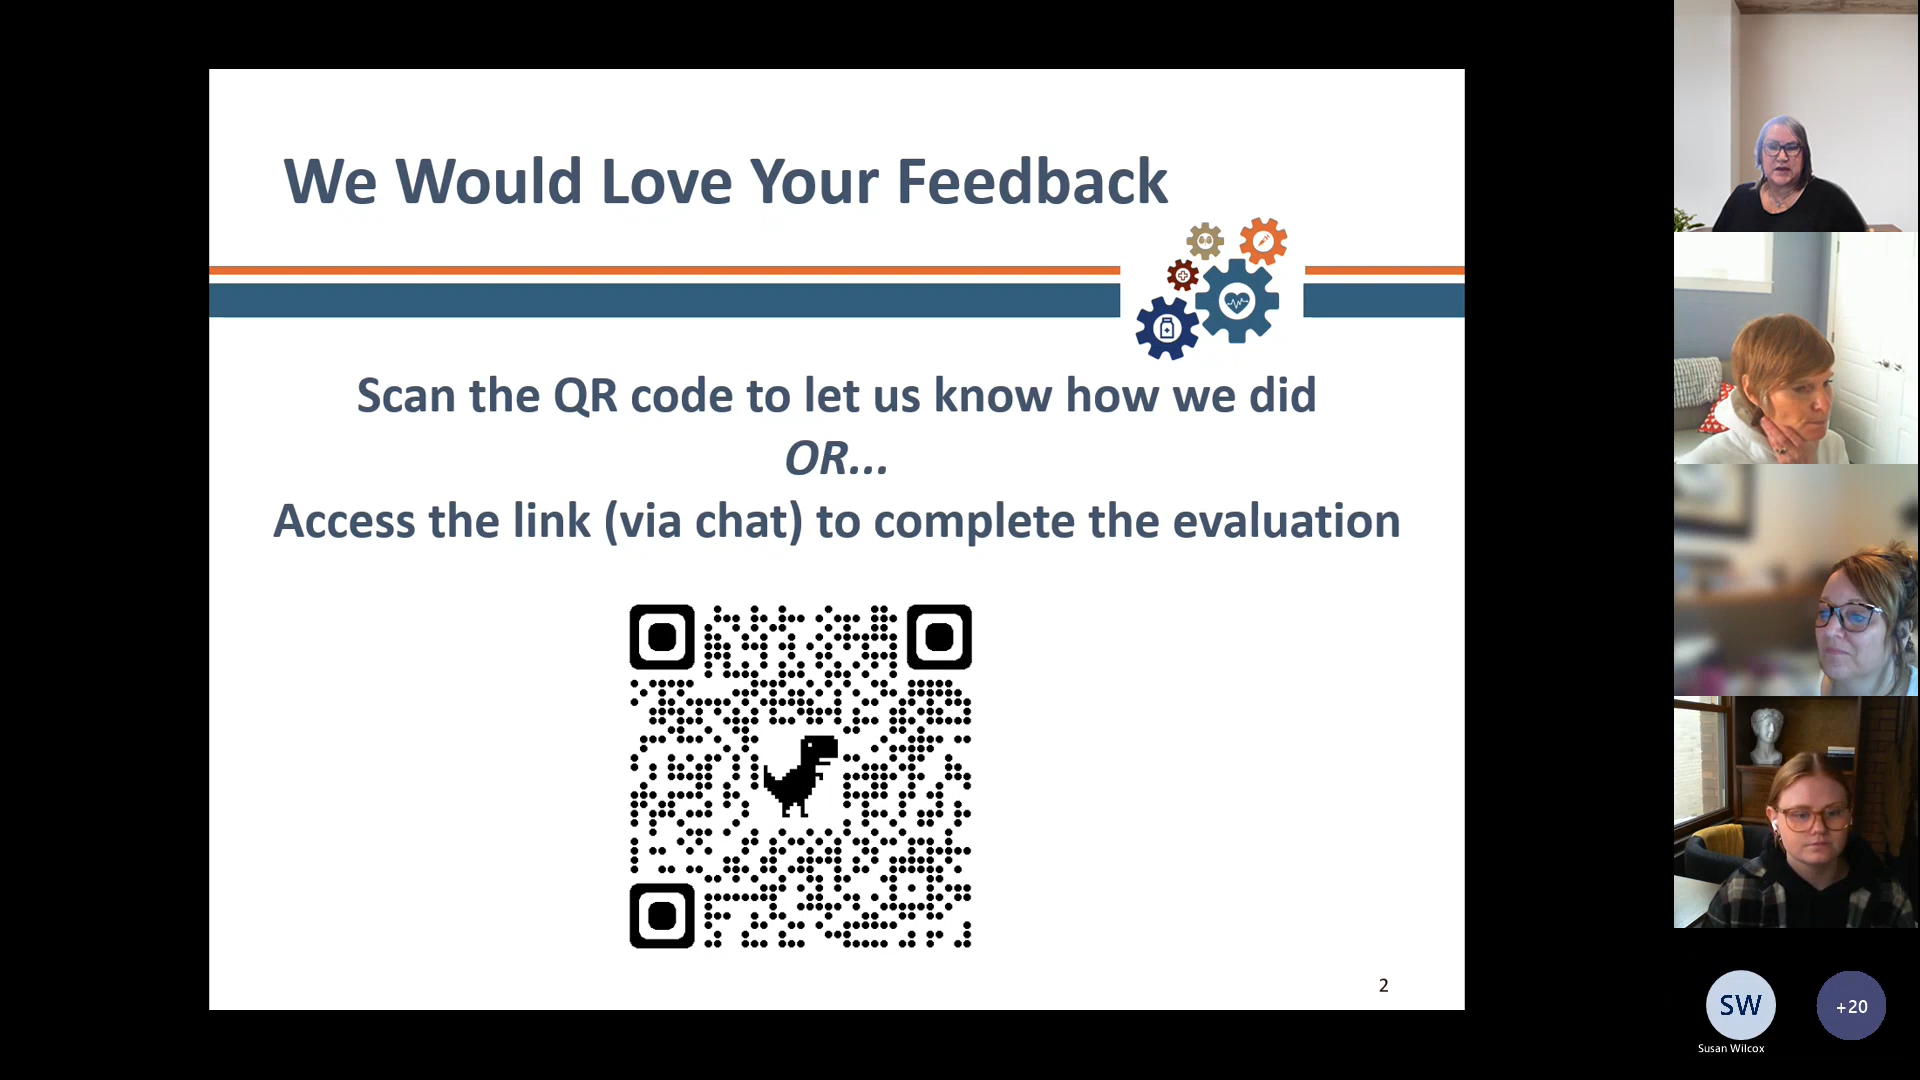 We Would Love Your Feedback
Scan the QR code to let us know how we did
OR...
Access the link (via chat) to complete the evaluation
2
SW
+20
Susan Wilcox